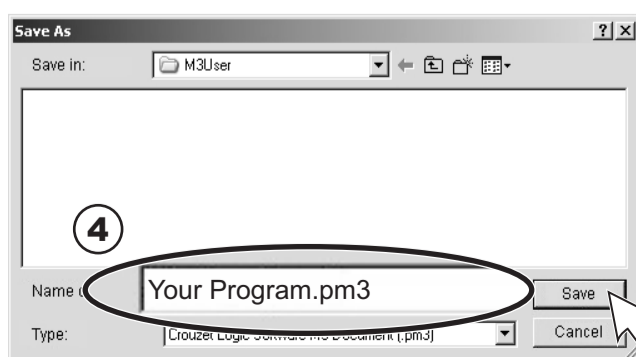 Save As
Save in:
M3User
4
Name
Your Program.pm3
Save
Type:
Crouzet Logic Software M3 Document (.pm3)
Cancel